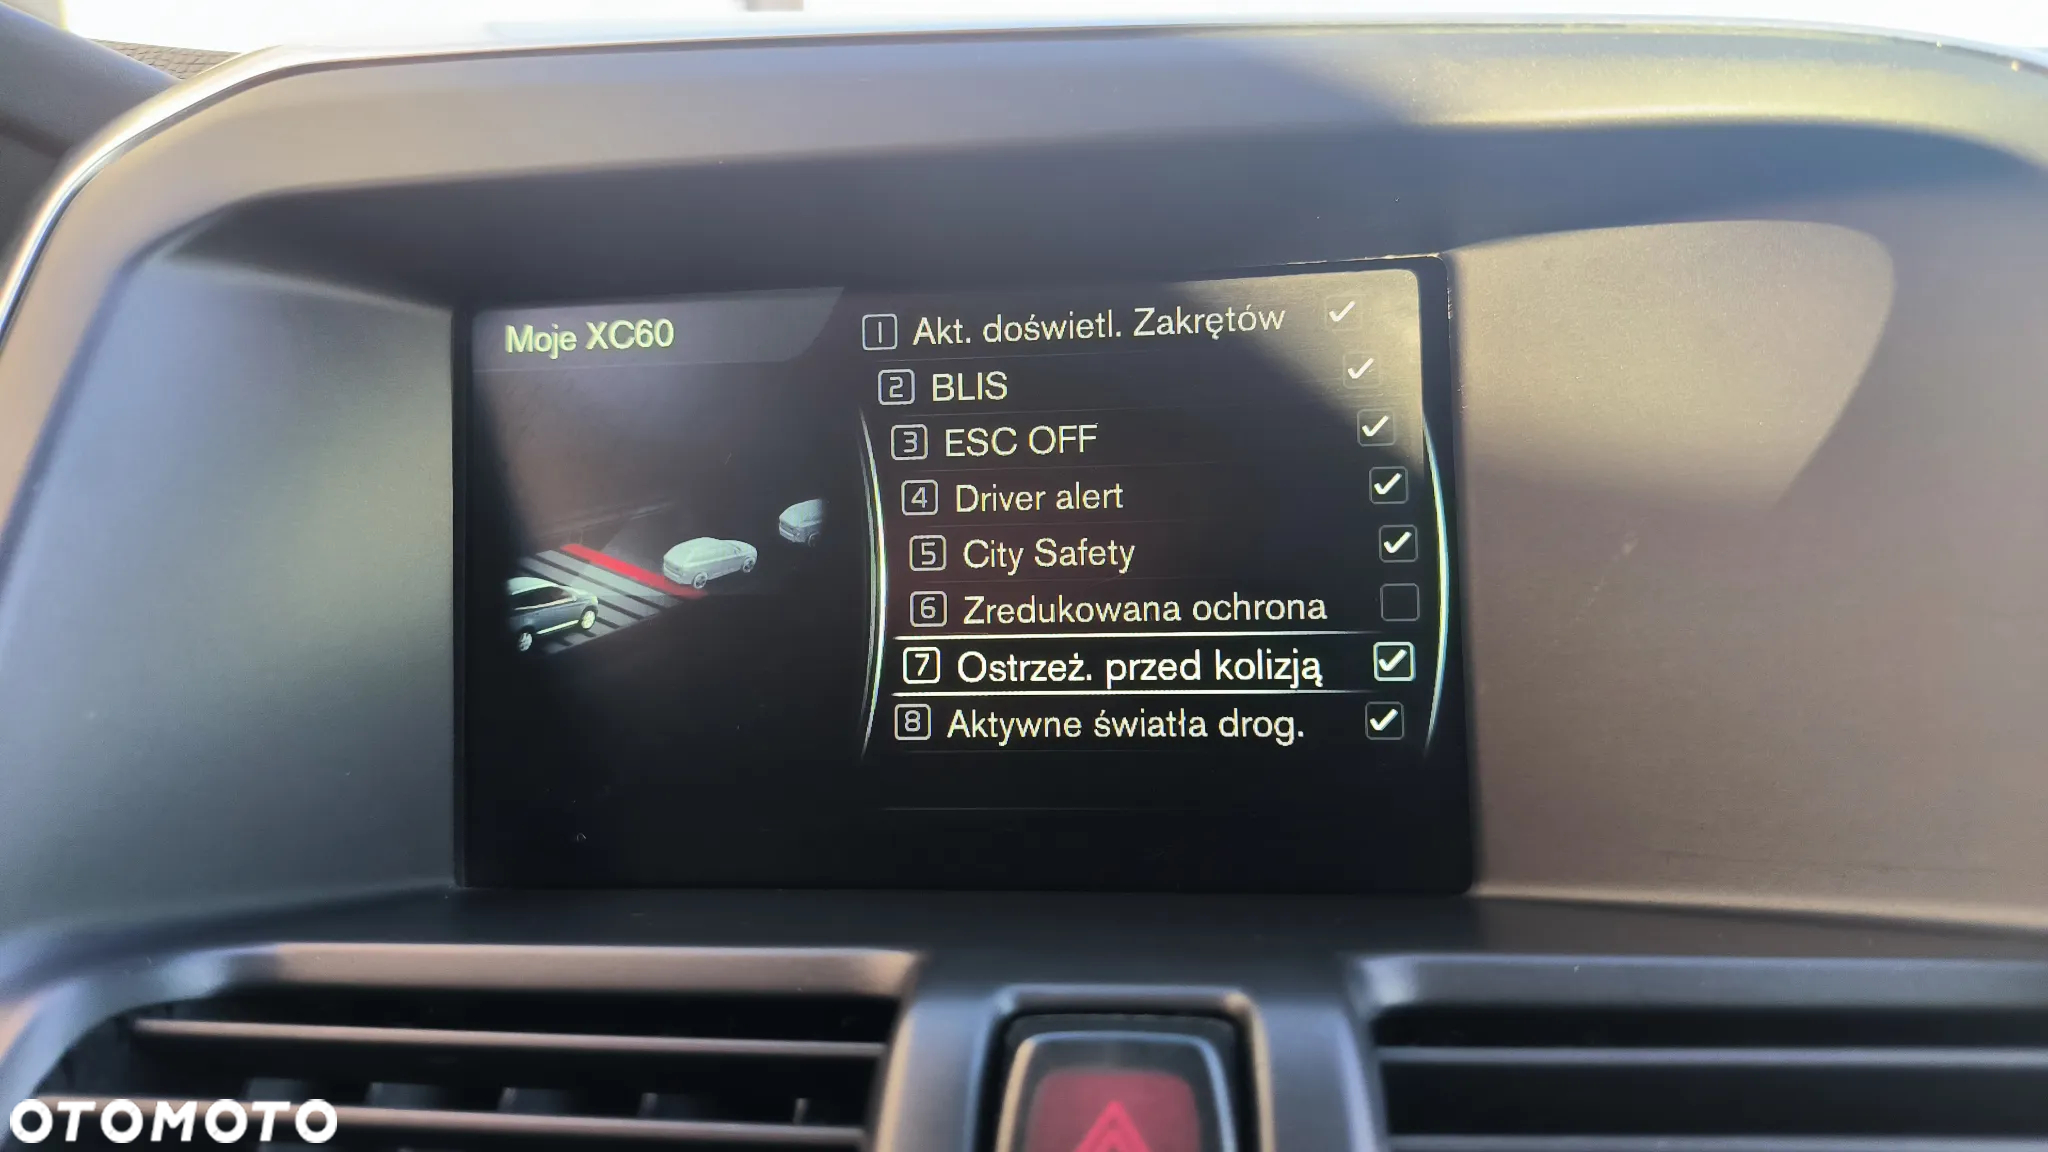 Moje XC60
1 Akt. doświetl. Zakrętów
2 BLIS
3 ESC OFF
4 Driver alert
5 City Safety
6 Zredukowana ochrona
7 Ostrzeż. przed kolizją
8 Aktywne światła drog.
OTOMOTO